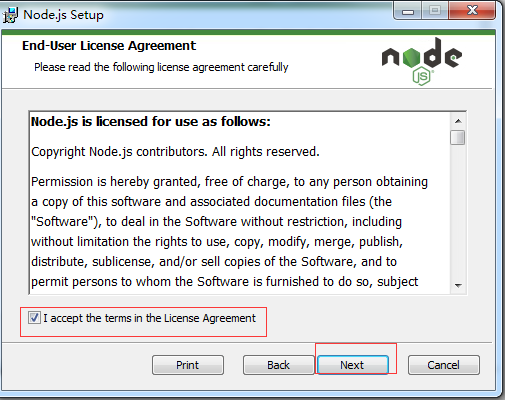 Node.js Setup
End-User License Agreement
Please read the following license agreement carefully
node
JS
Node.js is licensed for use as follows:
Copyright Node.js contributors. All rights reserved.
Permission is hereby granted, free of charge, to any person obtaining
a copy of this software and associated documentation files (the
"Software"), to deal in the Software without restriction, including
without limitation the rights to use, copy, modify, merge, publish,
distribute, sublicense, and/or sell copies of the Software, and to
permit persons to whom the Software is furnished to do so, subject
I accept the terms in the License Agreement
Print
Back
Next
Cancel